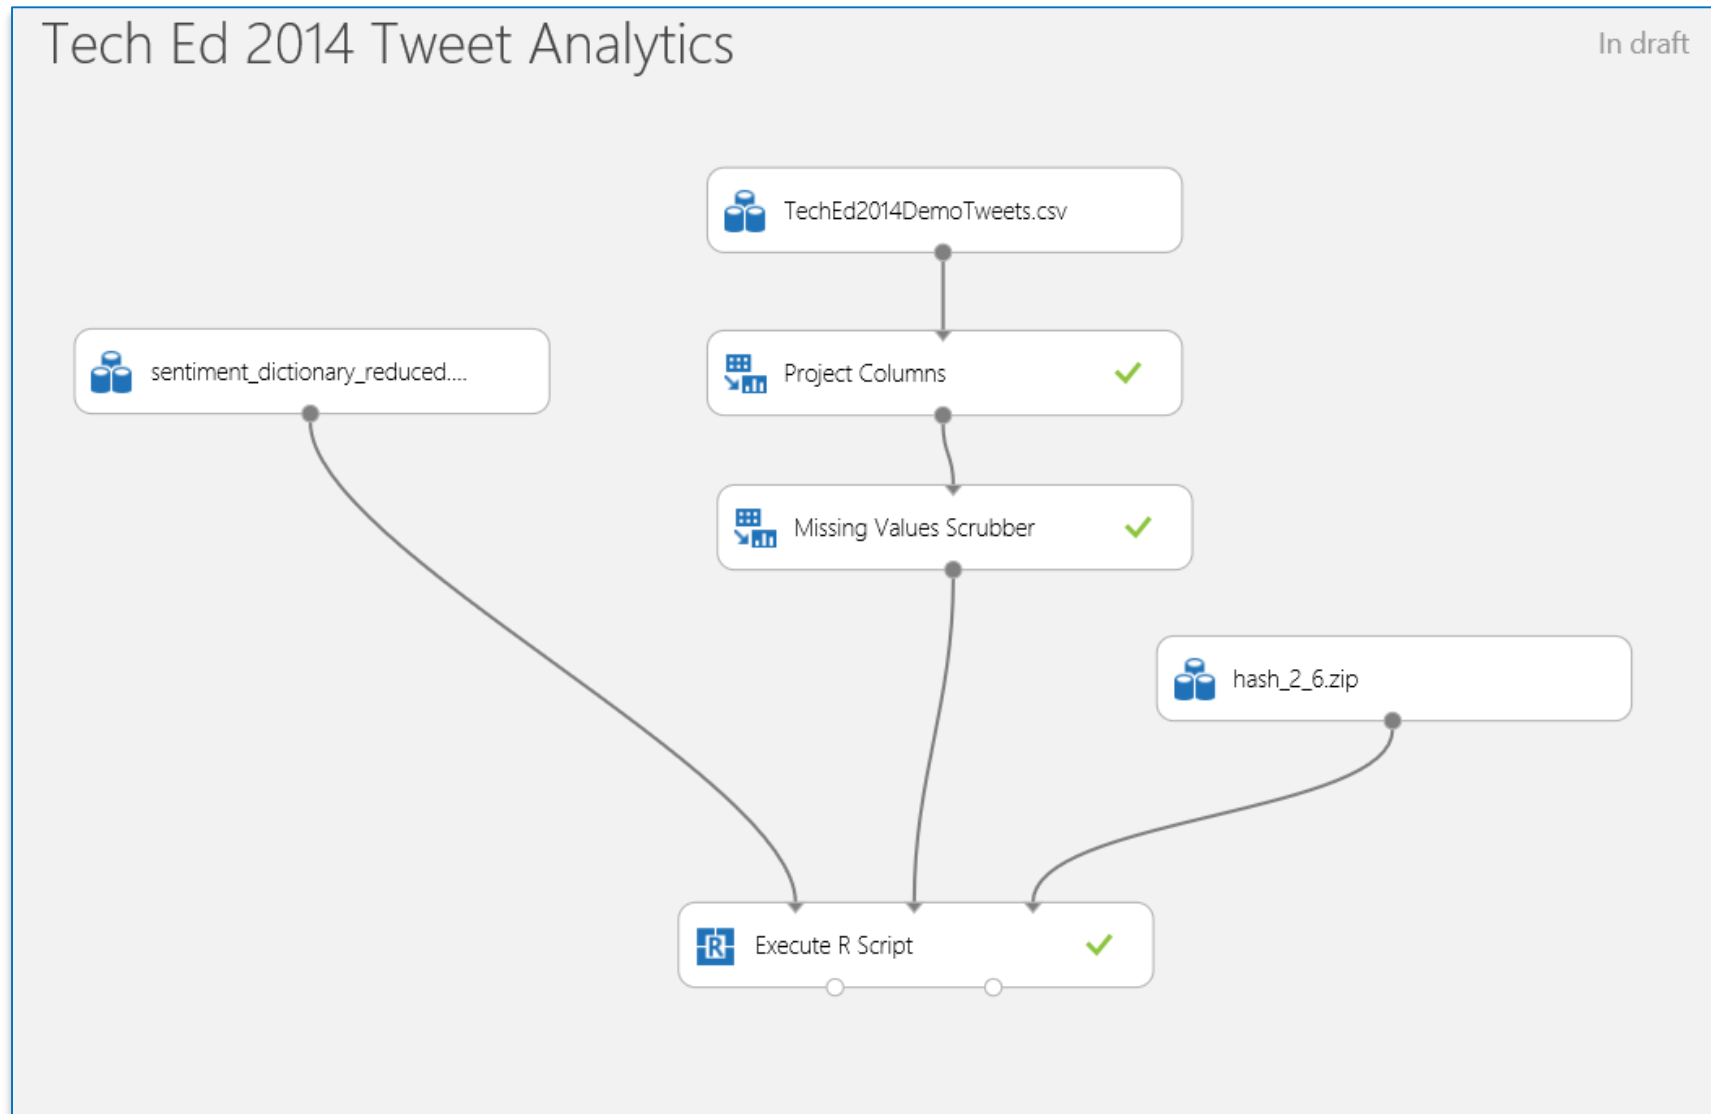 Tech Ed 2014 Tweet Analytics
In draft
TechEd2014DemoTweets.csv
sentiment_dictionary_reduced....
Project Columns
Missing Values Scrubber
hash_2_6.zip
R
Execute R Script